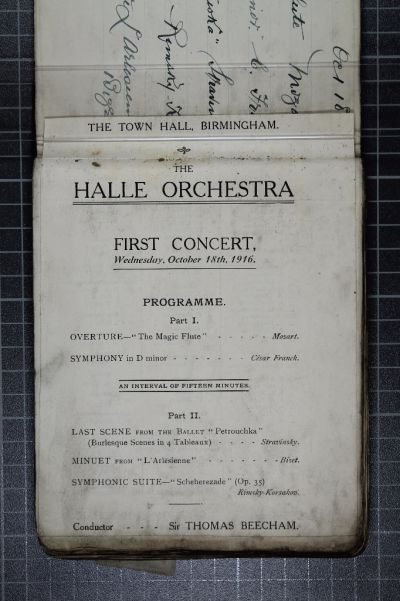 Oct 18
THE TOWN HALL, BIRMINGHAM.
THE
HALLE ORCHESTRA
FIRST CONCERT,
Wednesday, October 18th, 1916.
PROGRAMME.
Part I.
OVERTURE—"The Magic Flute" - - - - - Mozart.
SYMPHONY in D minor - - - - - - - César Franck.
AN INTERVAL OF FIFTEEN MINUTES.
Part II.
LAST SCENE FROM THE BALLET "Petrouchka"
(Burlesque Scenes in 4 Tableaux) - - - - Stravinsky.
MINUET FROM "L'Arlesienne" - - - - - - - Bizet.
SYMPHONIC SUITE—"Scheherezade" (Op. 35)
Rimsky-Korsakov.
Conductor - - - Sir THOMAS BEECHAM.